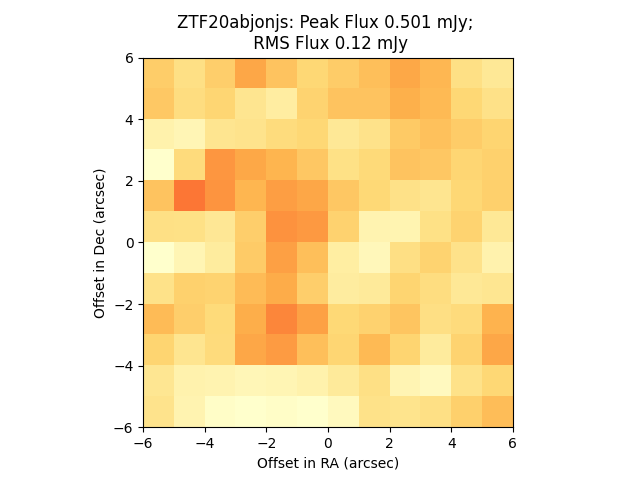 ZTF20abjonjs: Peak Flux 0.501 mJy;
RMS Flux 0.12 mJy
6
4
2
0
−2
−4
−6
Offset in Dec (arcsec)
−6 −4 −2 0 2 4 6
Offset in RA (arcsec)